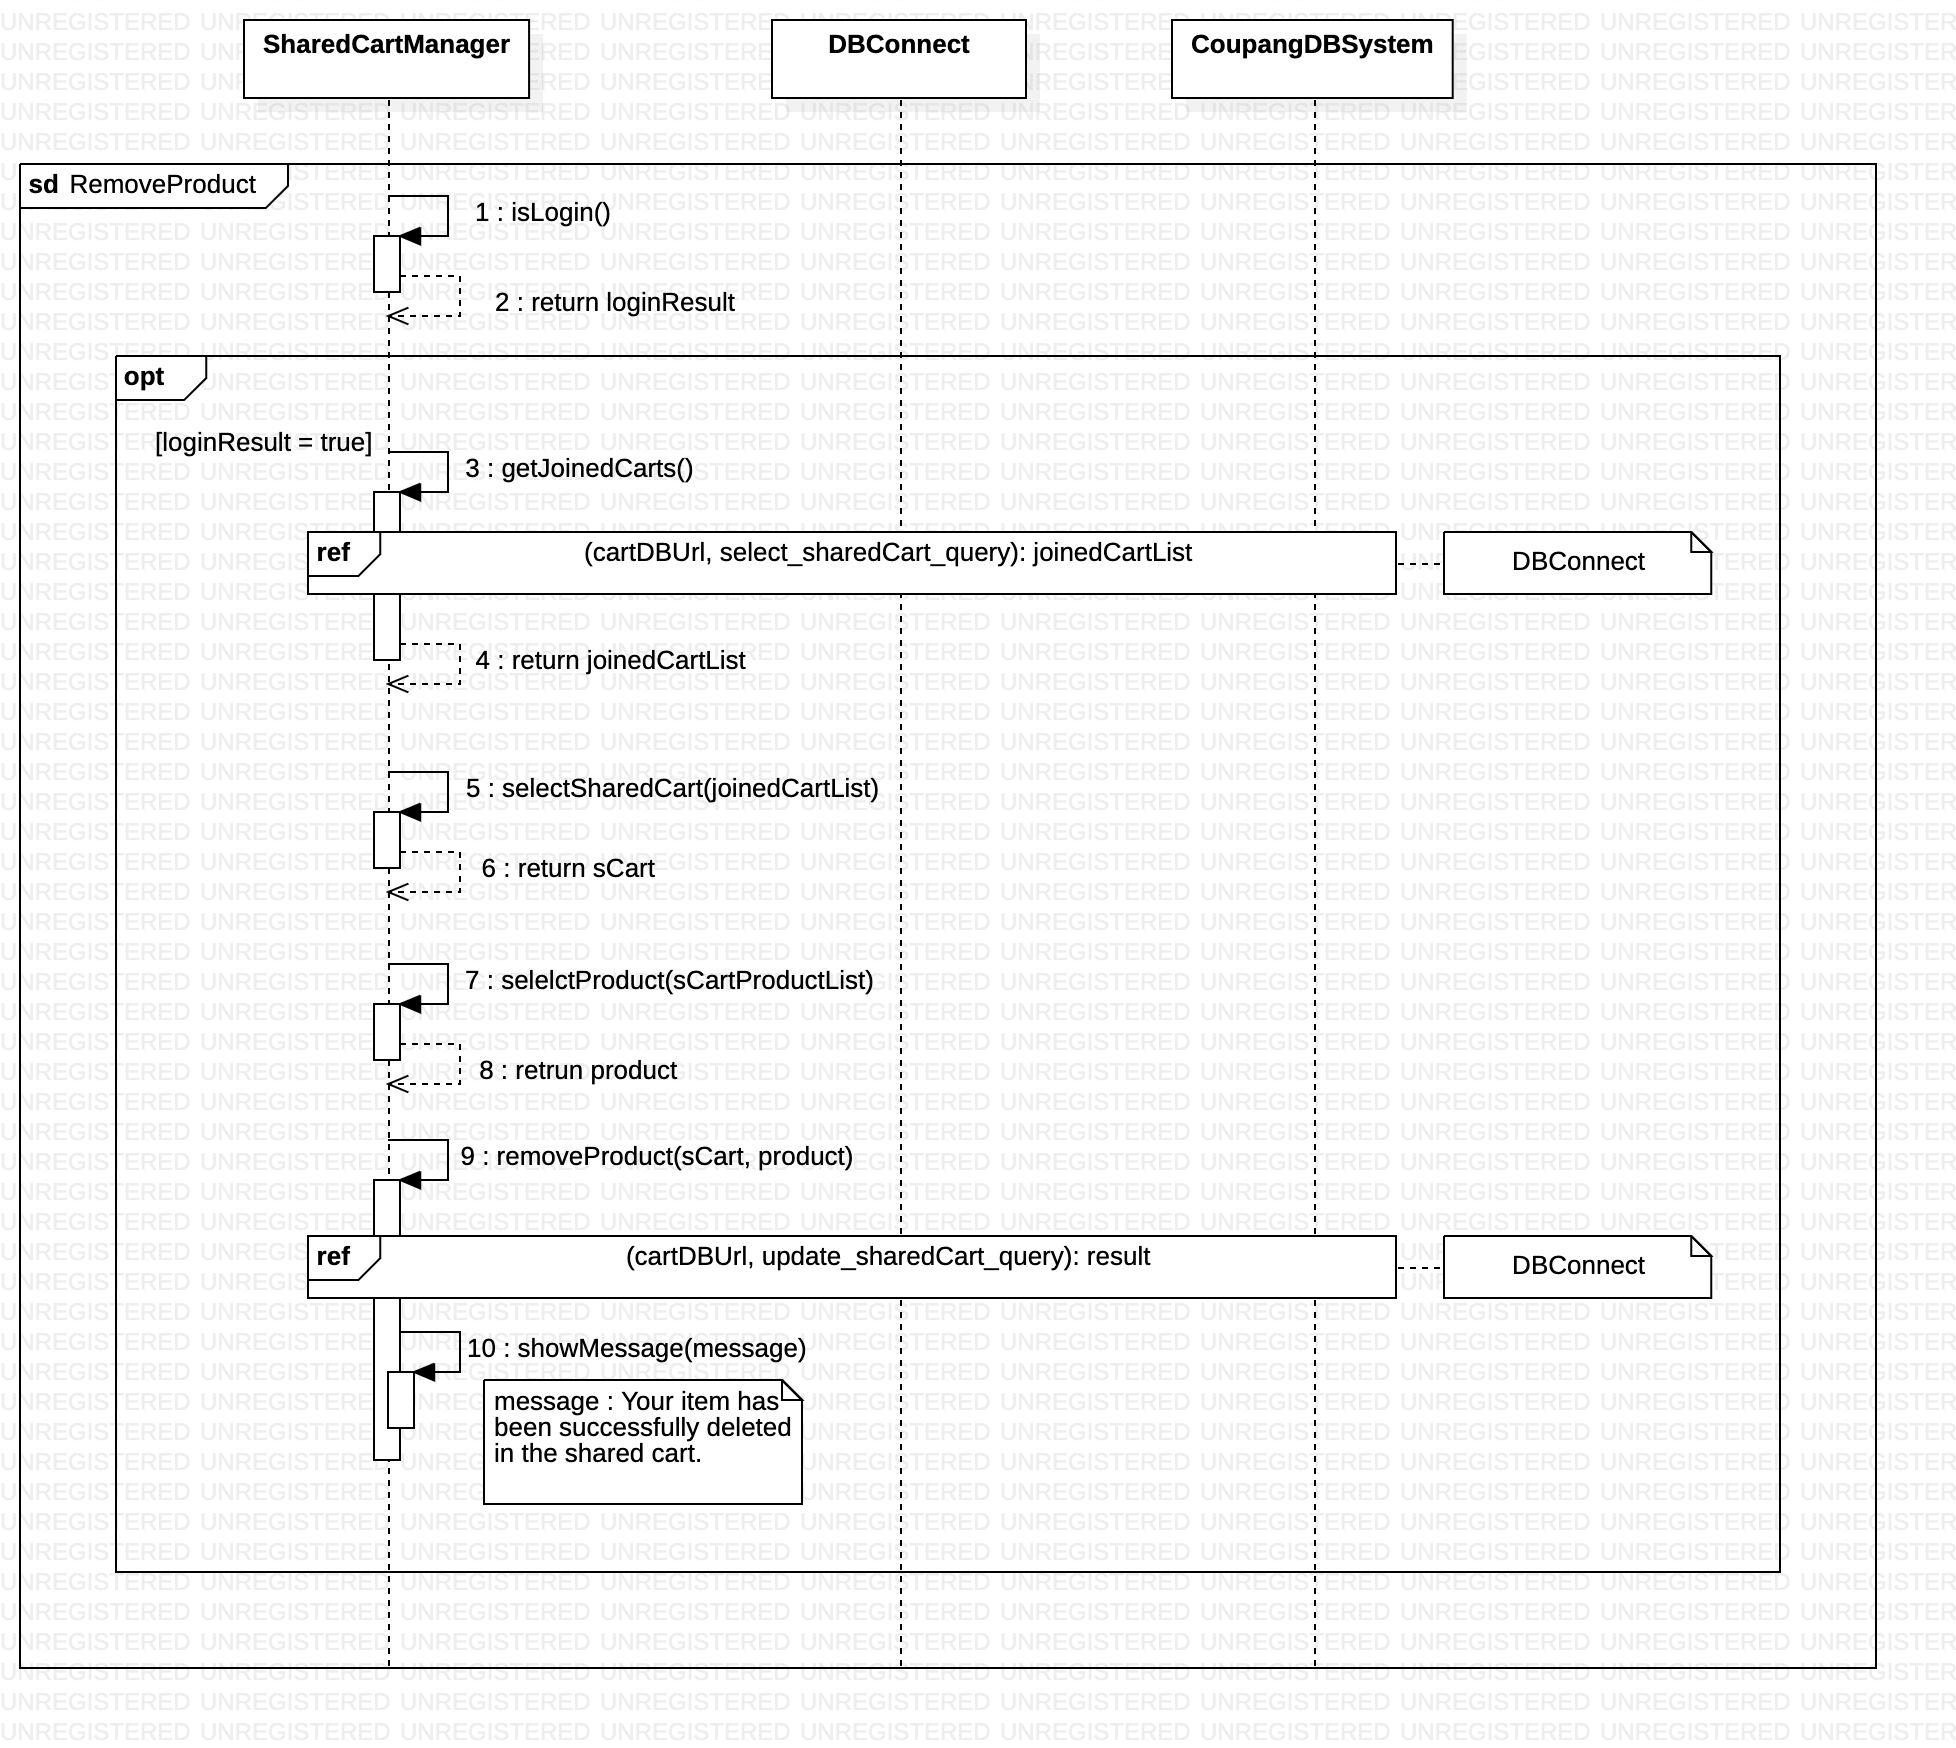 SharedCartManager
DBConnect
CoupangDBSystem
sd RemoveProduct
1 : isLogin()
2 : return loginResult
opt
[loginResult = true]
3 : getJoinedCarts()
ref
(cartDBUrl, select_sharedCart_query): joinedCartList
DBConnect
4 : return joinedCartList
5 : selectSharedCart(joinedCartList)
6 : return sCart
7 : selelctProduct(sCartProductList)
8 : retrun product
9 : removeProduct(sCart, product)
ref
(cartDBUrl, update_sharedCart_query): result
DBConnect
10 : showMessage(message)
message : Your item has
been successfully deleted
in the shared cart.
UNREGISTERED